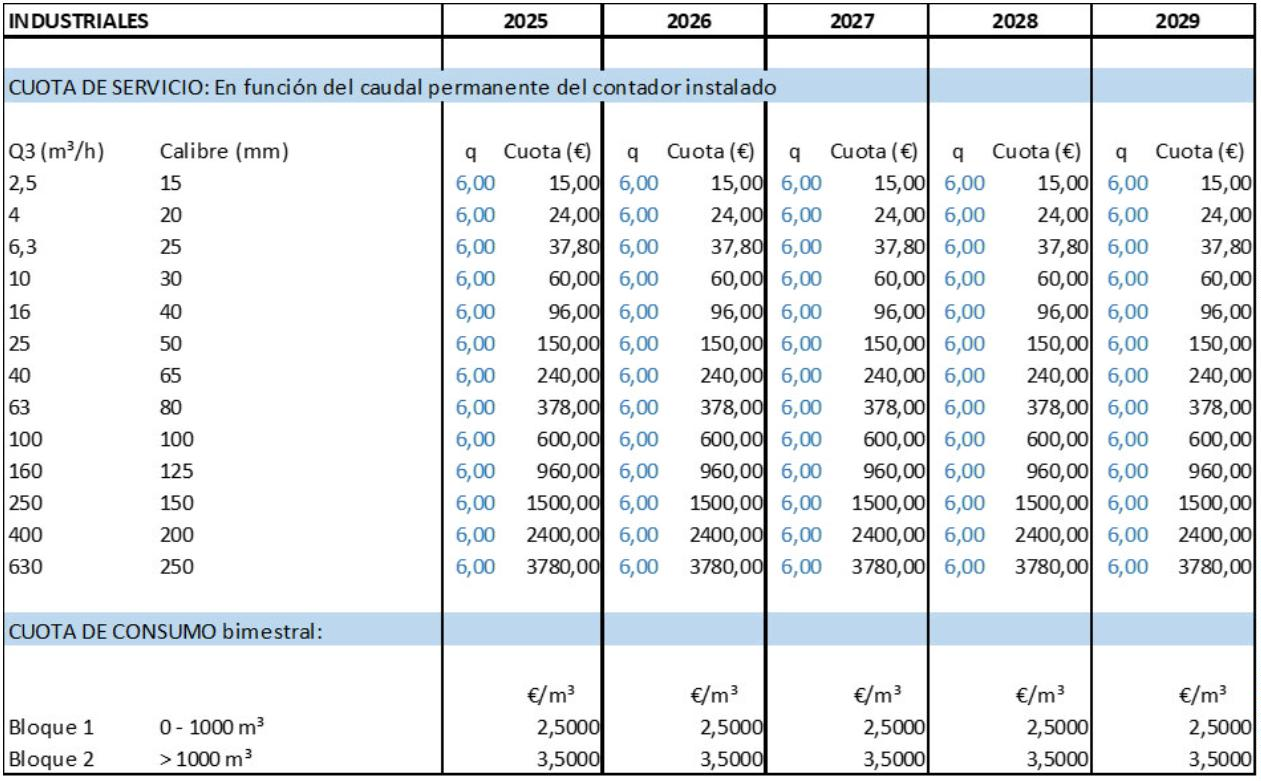 INDUSTRIALES 2025 2026 2027 2028 2029
CUOTA DE SERVICIO: En función del caudal permanente del contador instalado
Q3 (m³/h) Calibre (mm) q Cuota (€) q Cuota (€) q Cuota (€) q Cuota (€) q Cuota (€)
2,5 15 6,00 15,00 6,00 15,00 6,00 15,00 6,00 15,00 6,00 15,00
4 20 6,00 24,00 6,00 24,00 6,00 24,00 6,00 24,00 6,00 24,00
6,3 25 6,00 37,80 6,00 37,80 6,00 37,80 6,00 37,80 6,00 37,80
10 30 6,00 60,00 6,00 60,00 6,00 60,00 6,00 60,00 6,00 60,00
16 40 6,00 96,00 6,00 96,00 6,00 96,00 6,00 96,00 6,00 96,00
25 50 6,00 150,00 6,00 150,00 6,00 150,00 6,00 150,00 6,00 150,00
40 65 6,00 240,00 6,00 240,00 6,00 240,00 6,00 240,00 6,00 240,00
63 80 6,00 378,00 6,00 378,00 6,00 378,00 6,00 378,00 6,00 378,00
100 100 6,00 600,00 6,00 600,00 6,00 600,00 6,00 600,00 6,00 600,00
160 125 6,00 960,00 6,00 960,00 6,00 960,00 6,00 960,00 6,00 960,00
250 150 6,00 1500,00 6,00 1500,00 6,00 1500,00 6,00 1500,00 6,00 1500,00
400 200 6,00 2400,00 6,00 2400,00 6,00 2400,00 6,00 2400,00 6,00 2400,00
630 250 6,00 3780,00 6,00 3780,00 6,00 3780,00 6,00 3780,00 6,00 3780,00
CUOTA DE CONSUMO bimestral:
€/m³ €/m³ €/m³ €/m³ €/m³
Bloque 1 0 - 1000 m³ 2,5000 2,5000 2,5000 2,5000 2,5000
Bloque 2 > 1000 m³ 3,5000 3,5000 3,5000 3,5000 3,5000